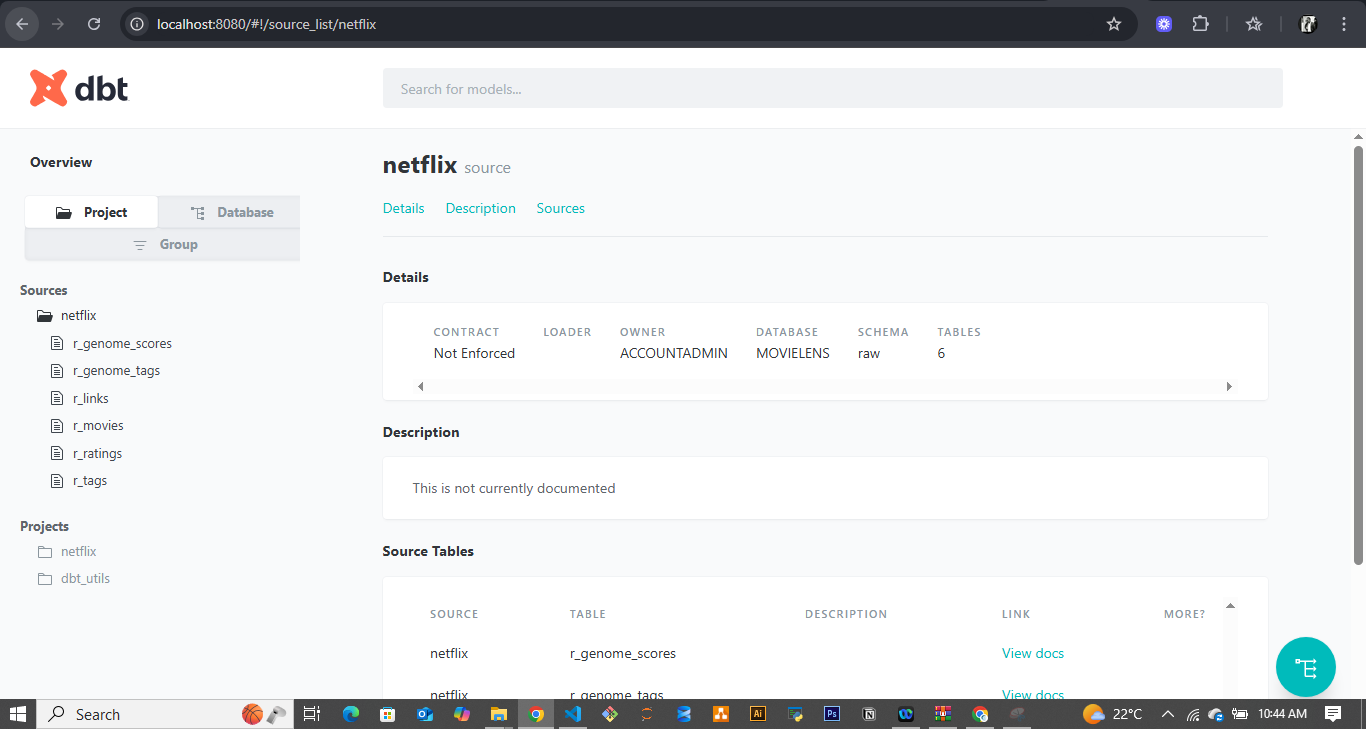 localhost:8080/#!/source_list/netflix
dbt
Search for models...
Overview
Project
Database
Group
Sources
netflix
r_genome_scores
r_genome_tags
r_links
r_movies
r_ratings
r_tags
Projects
netflix
dbt_utils
netflix source
Details Description Sources
Details
CONTRACT LOADER OWNER DATABASE SCHEMA TABLES
Not Enforced ACCOUNTADMIN MOVIELENS raw 6
Description
This is not currently documented
Source Tables
SOURCE TABLE DESCRIPTION LINK MORE?
netflix r_genome_scores View docs
netflix r_genome_tags View docs
Search
Ai
Ps
22°C
10:44 AM